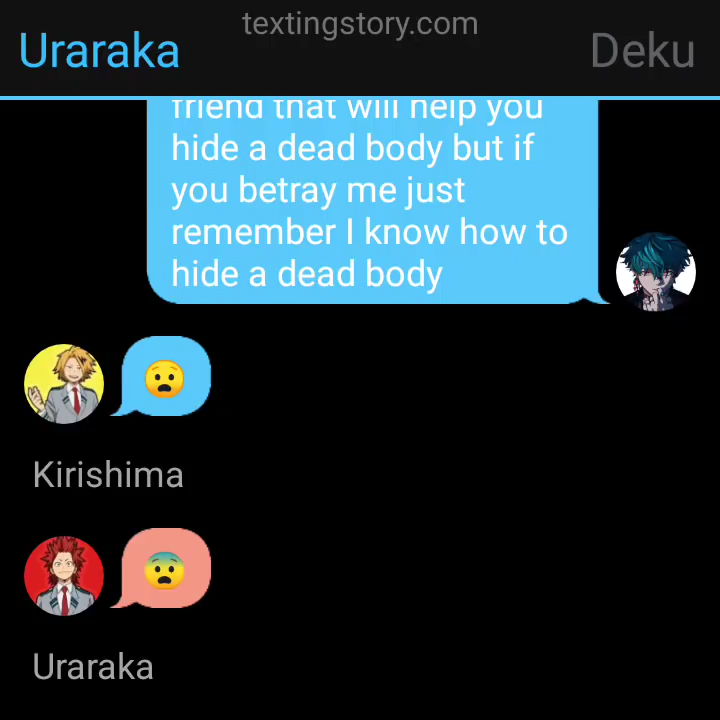 textingstory.com
Uraraka
Deku
friend that will help you
hide a dead body but if
you betray me just
remember I know how to
hide a dead body
😧
Kirishima
😨
Uraraka